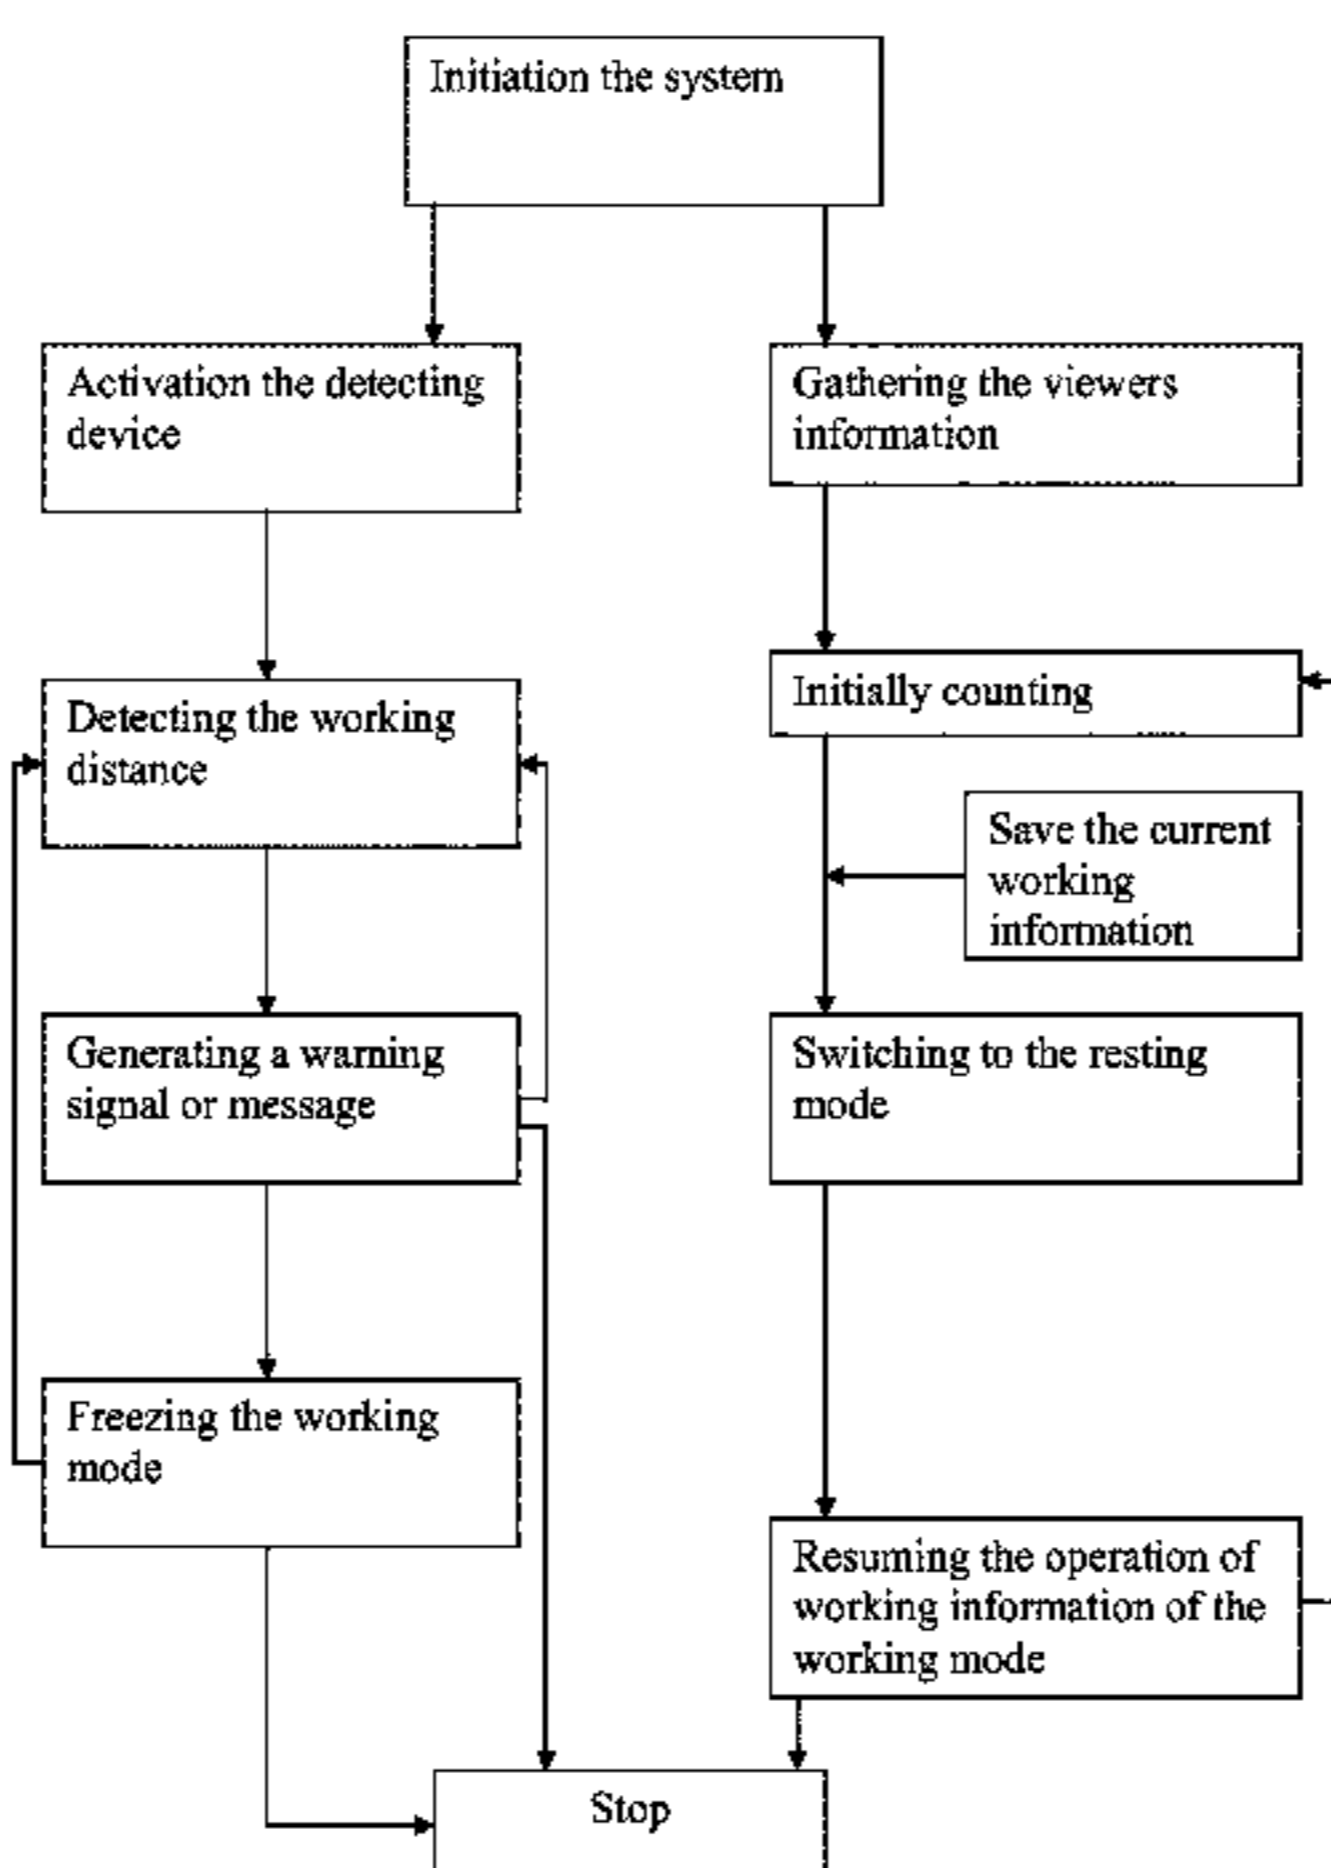 Initiation the system
Activation the detecting
device
Gathering the viewers
information
Detecting the working
distance
Initially counting
Save the current
working
information
Generating a warning
signal or message
Switching to the resting
mode
Freezing the working
mode
Resuming the operation of
working information of the
working mode
Stop